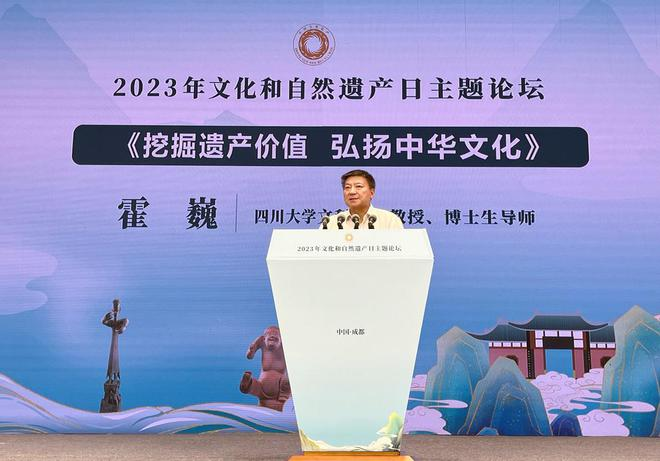 2023年文化和自然遗产日主题论坛
《挖掘遗产价值 弘扬中华文化》
霍 巍
四川大学文 教授、博士生导师
2023年文化和自然遗产日主题论坛
中国·成都